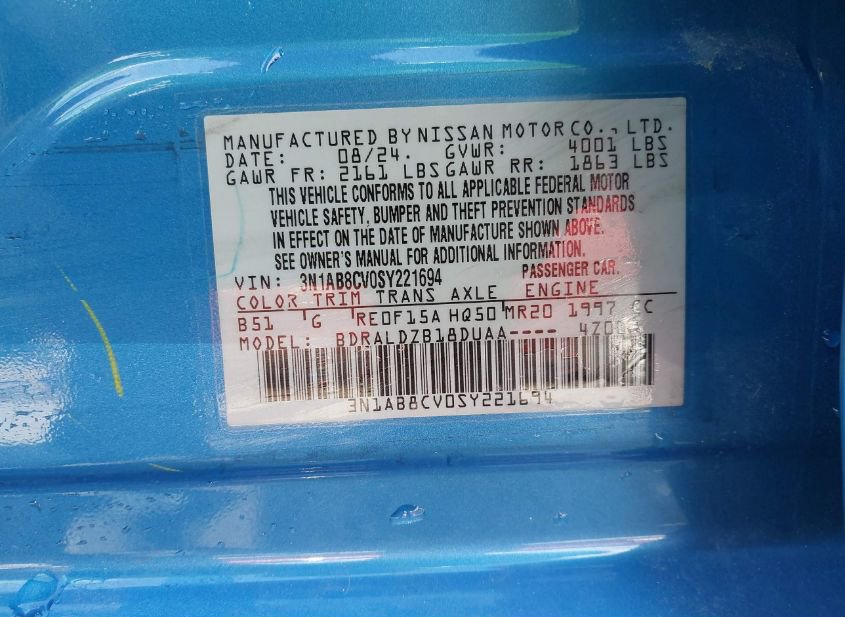 MANUFACTURED BY NISSAN MOTOR CO., LTD.
DATE: 08/24. GVWR: 4001 LBS
GAWR FR: 2161 LBS GAWR RR: 1863 LBS
THIS VEHICLE CONFORMS TO ALL APPLICABLE FEDERAL MOTOR
VEHICLE SAFETY, BUMPER AND THEFT PREVENTION STANDARDS
IN EFFECT ON THE DATE OF MANUFACTURE SHOWN ABOVE.
SEE OWNER'S MANUAL FOR ADDITIONAL INFORMATION.
VIN: 3N1AB8CV0SY221694 PASSENGER CAR.
COLOR TRIM TRANS AXLE ENGINE
B51 G RE0F15A HQ50 MR20 1997 CC
MODEL: BDRALDZB18DUAA----
3N1AB8CV0SY221694